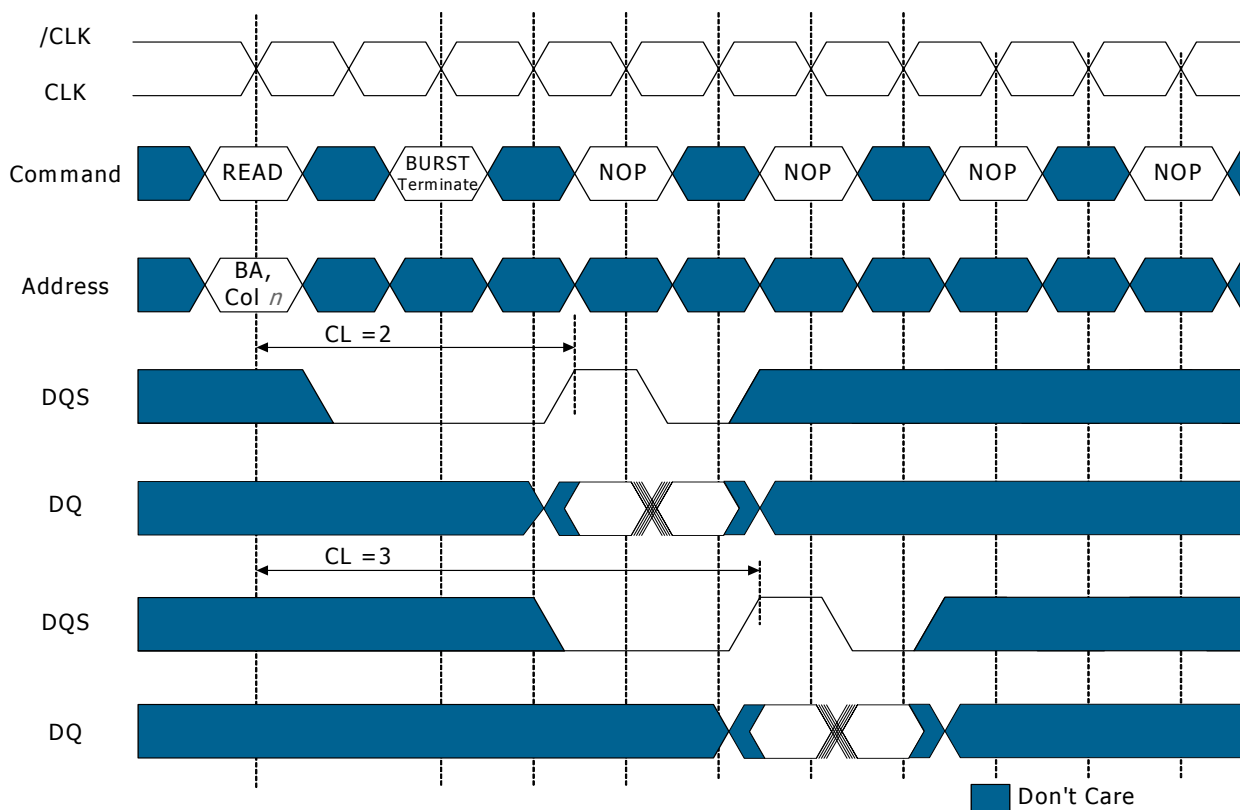 /CLK
CLK
Command
READ
BURST
Terminate
NOP
NOP
NOP
NOP
Address
BA,
Col n
CL =2
DQS
DQ
CL =3
DQS
DQ
Don't Care